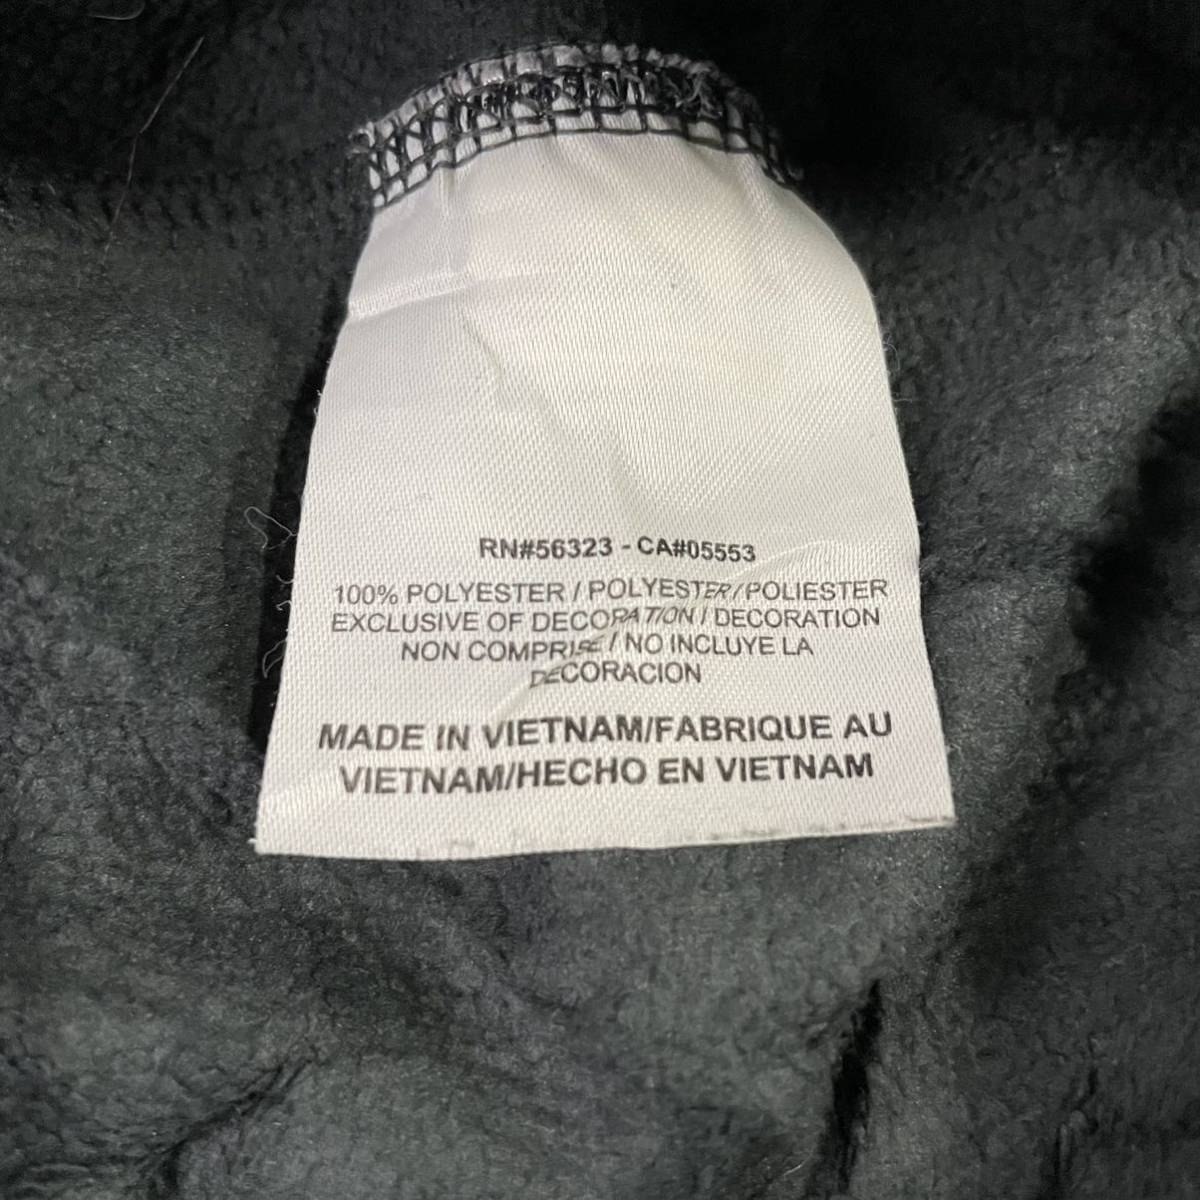 RN#56323 - CA#05553
100% POLYESTER / POLYESTER/POLIESTER
EXCLUSIVE OF DECORATION / DECORATION
NON COMPRISE / NO INCLUYE LA
DECORACION
MADE IN VIETNAM/FABRIQUE AU
VIETNAM/HECHO EN VIETNAM